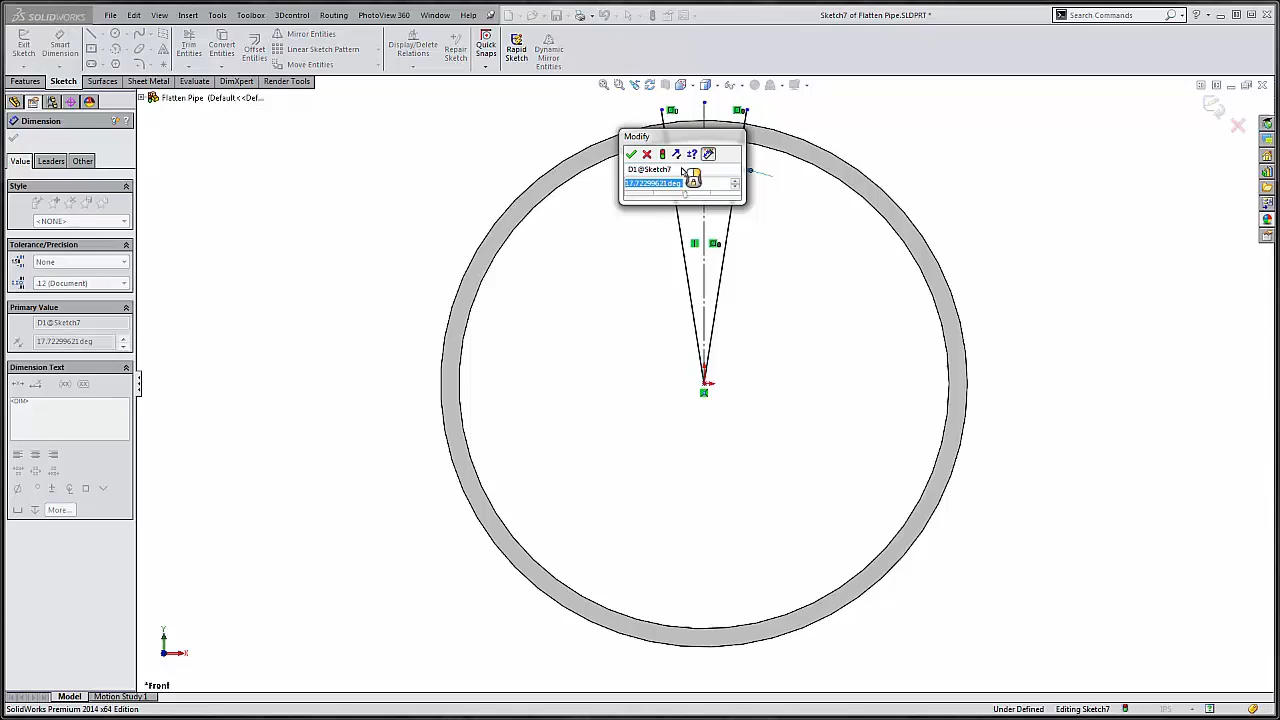 SOLIDWORKS
File
Edit
View
Insert
Tools
Toolbox
3Dcontrol
Routing
PhotoView 360
Window
Help
Sketch7 of Flatten Pipe.SLDPRT *
Search Commands
Exit Sketch
Smart Dimension
Trim Entities
Convert Entities
Offset Entities
Mirror Entities
Linear Sketch Pattern
Move Entities
Display/Delete Relations
Repair Sketch
Quick Snaps
Rapid Sketch
Dynamic Mirror Entities
Features
Sketch
Surfaces
Sheet Metal
Evaluate
DimXpert
Render Tools
Flatten Pipe (Default<<Def...
Dimension
Value
Leaders
Other
Style
<NONE>
Tolerance/Precision
None
.12 (Document)
Primary Value
D1@Sketch7
17.72299621deg
Dimension Text
<DIM>
More...
Modify
D1@Sketch7
17.72299621deg
Y
X
*Front
Model
Motion Study 1
SolidWorks Premium 2014 x64 Edition
Under Defined
Editing Sketch7
IPS